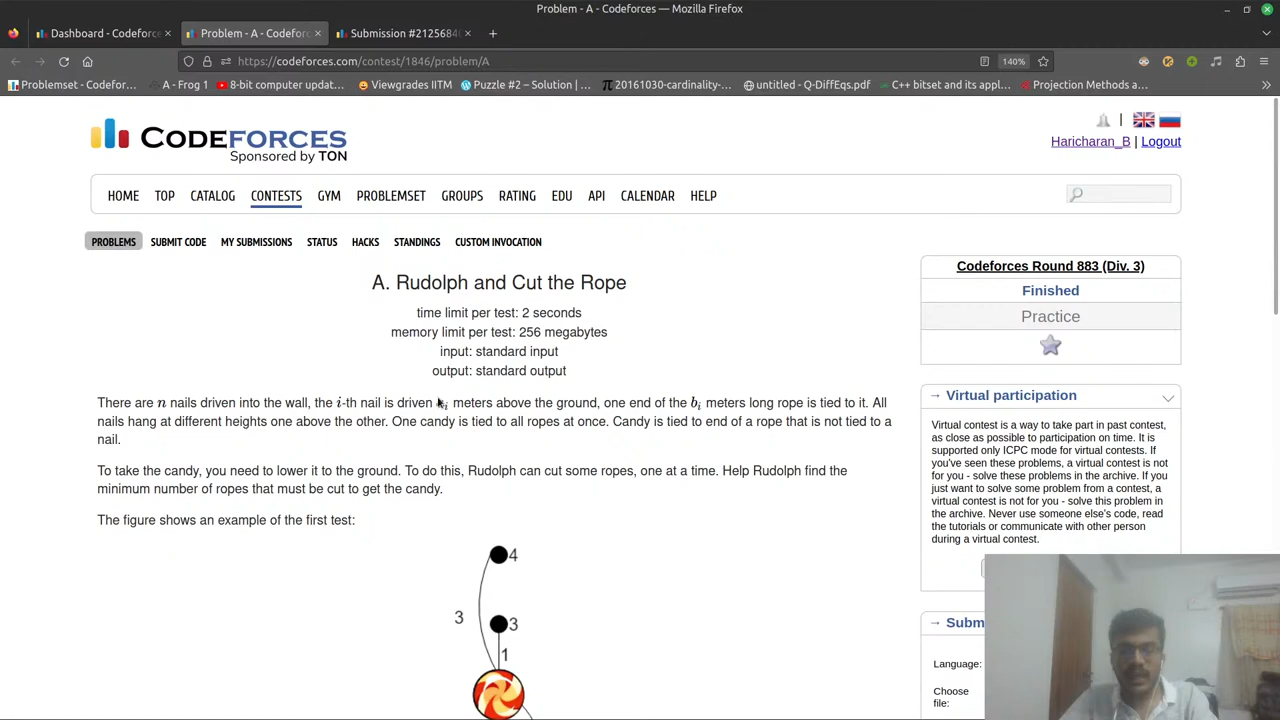 Problem - A - Codeforces — Mozilla Firefox
Dashboard - Codeforce
Problem - A - Codeforc
Submission #2125684
https://codeforces.com/contest/1846/problem/A
140%
Problemset - Codefor…
A - Frog 1
8-bit computer updat…
Viewgrades IITM
Puzzle #2 – Solution | …
20161030-cardinality-…
untitled - Q-DiffEqs.pdf
C++ bitset and its appl…
Projection Methods a…
CODEFORCES
Sponsored by TON
Haricharan_B | Logout
HOME TOP CATALOG CONTESTS GYM PROBLEMSET GROUPS RATING EDU API CALENDAR HELP
PROBLEMS SUBMIT CODE MY SUBMISSIONS STATUS HACKS STANDINGS CUSTOM INVOCATION
A. Rudolph and Cut the Rope
time limit per test: 2 seconds
memory limit per test: 256 megabytes
input: standard input
output: standard output
There are n nails driven into the wall, the i-th nail is driven i meters above the ground, one end of the bi meters long rope is tied to it. All
nails hang at different heights one above the other. One candy is tied to all ropes at once. Candy is tied to end of a rope that is not tied to a
nail.
To take the candy, you need to lower it to the ground. To do this, Rudolph can cut some ropes, one at a time. Help Rudolph find the
minimum number of ropes that must be cut to get the candy.
The figure shows an example of the first test:
4
3
3
1
Codeforces Round 883 (Div. 3)
Finished
Practice
→ Virtual participation
Virtual contest is a way to take part in past contest,
as close as possible to participation on time. It is
supported only ICPC mode for virtual contests. If
you've seen these problems, a virtual contest is not
for you - solve these problems in the archive. If you
just want to solve some problem from a contest, a
virtual contest is not for you - solve this problem in
the archive. Never use someone else's code, read
the tutorials or communicate with other person
during a virtual contest.
→ Subm
Language:
Choose
file: